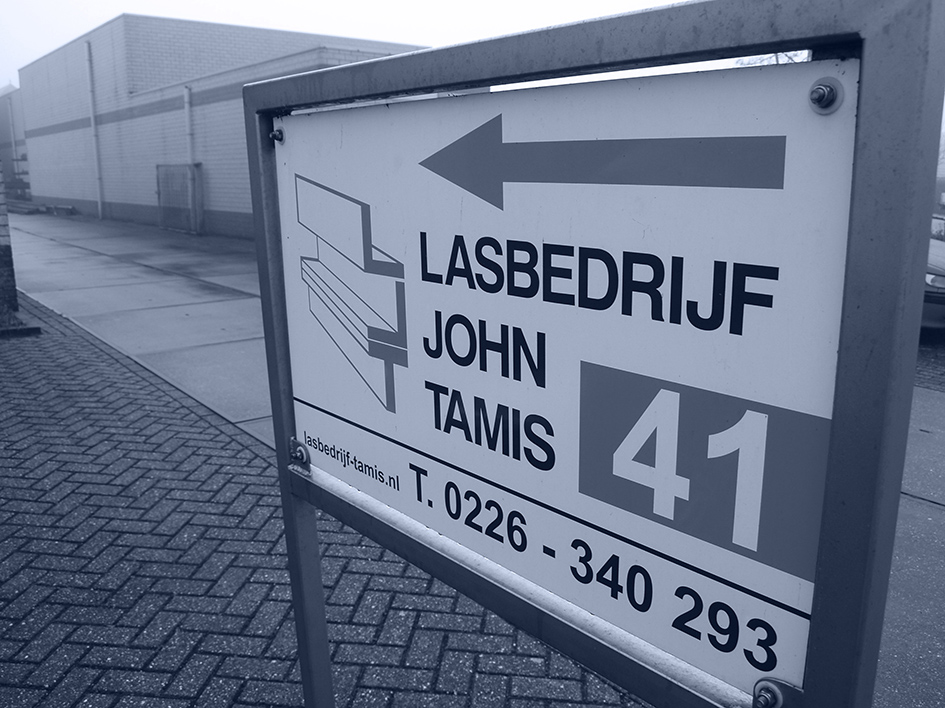 LASBEDRIJF
JOHN
TAMIS
41
lasbedrijf-tamis.nl
T. 0226 - 340 293